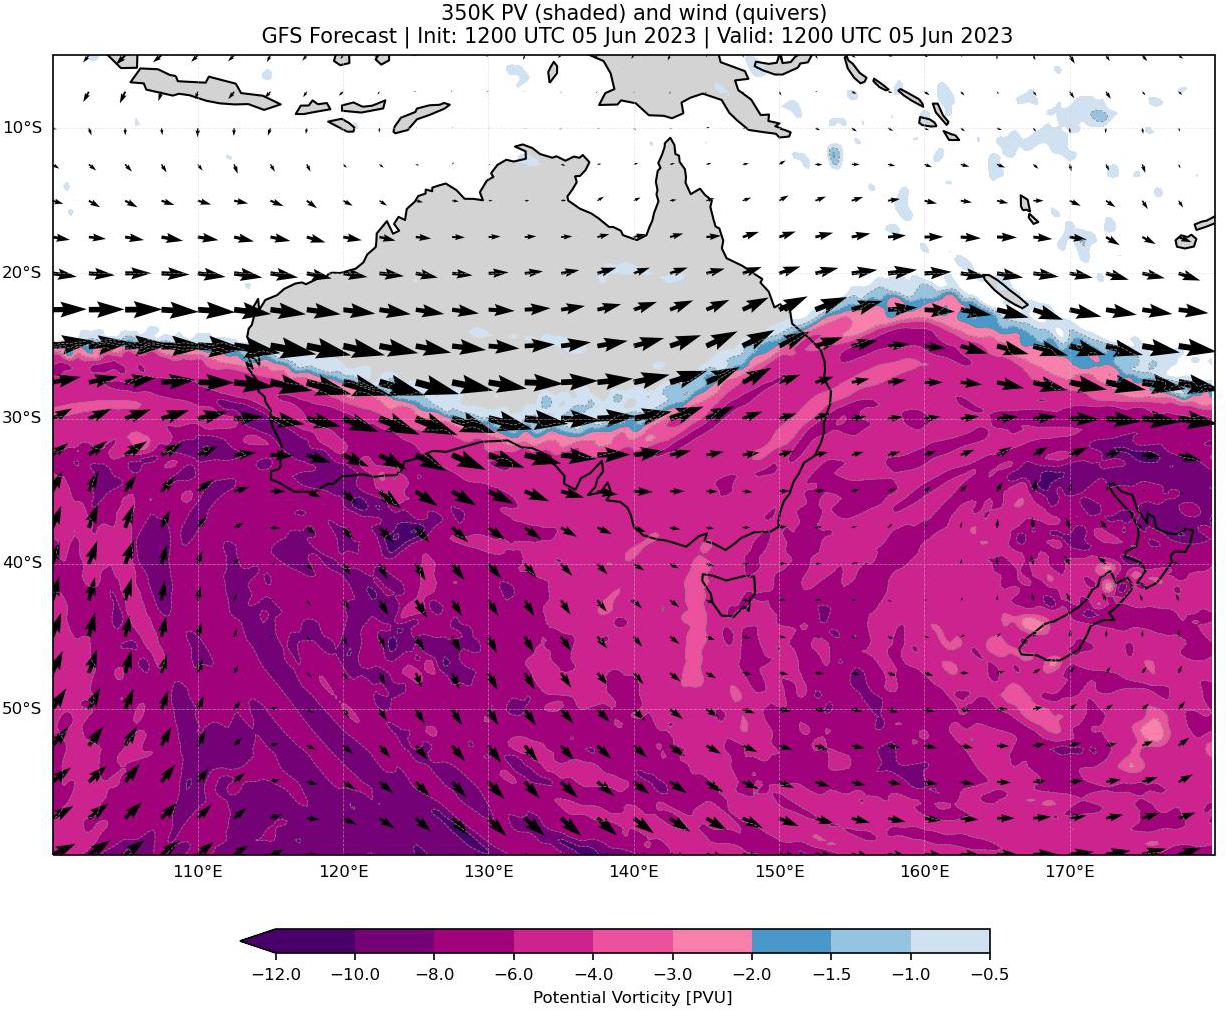 350K PV (shaded) and wind (quivers)
GFS Forecast | Init: 1200 UTC 05 Jun 2023 | Valid: 1200 UTC 05 Jun 2023
10°S
20°S
30°S
40°S
50°S
110°E 120°E 130°E 140°E 150°E 160°E 170°E
−12.0 −10.0 −8.0 −6.0 −4.0 −3.0 −2.0 −1.5 −1.0 −0.5
Potential Vorticity [PVU]